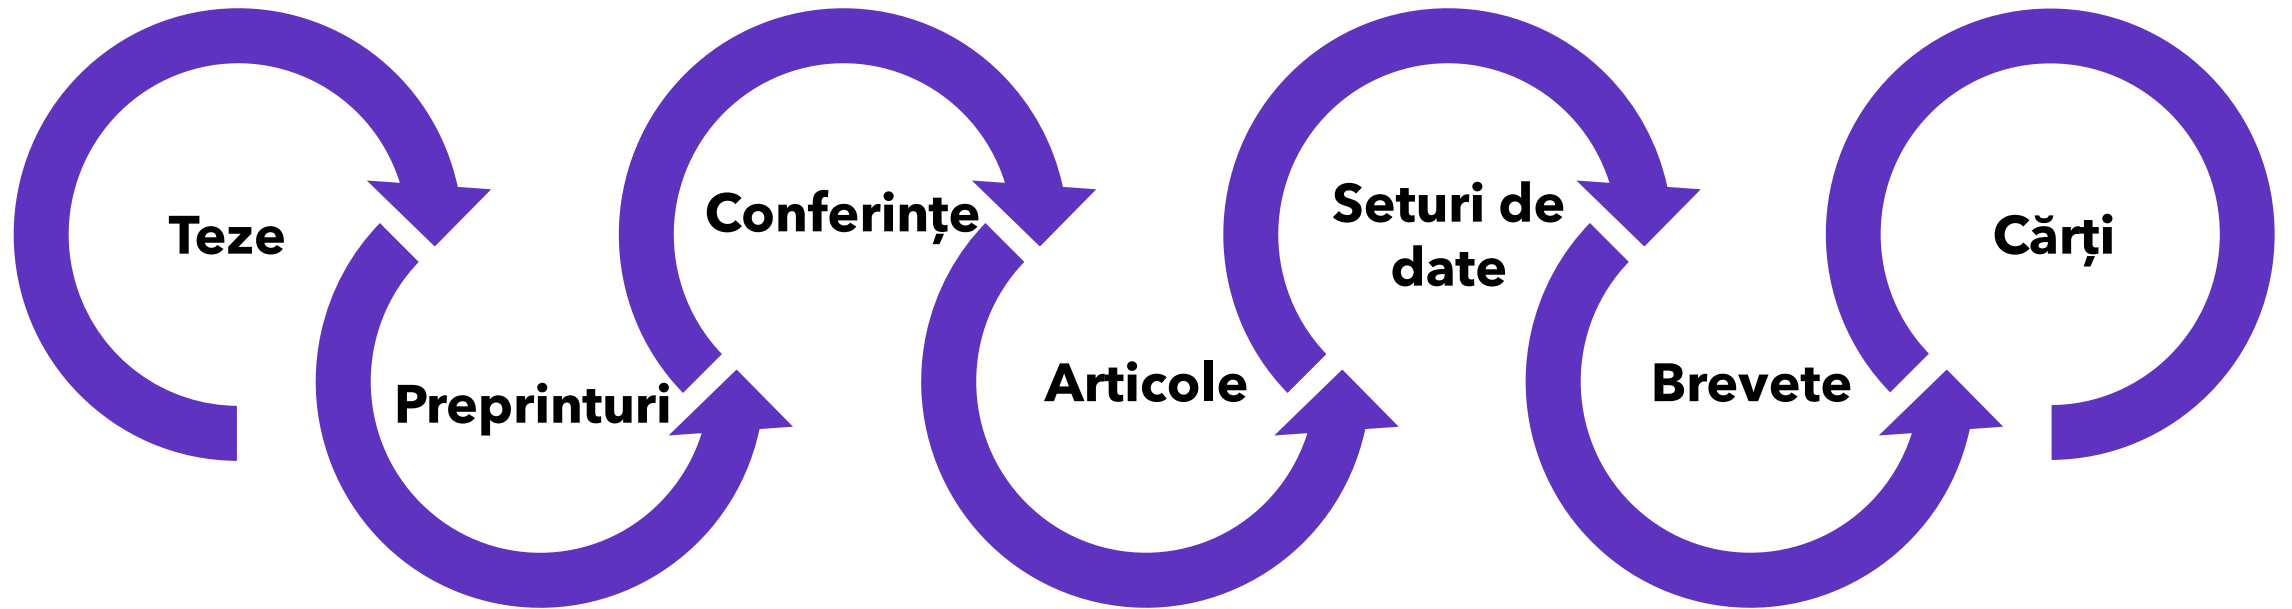 Teze
Preprinturi
Conferințe
Articole
Seturi de
date
Brevete
Cărți